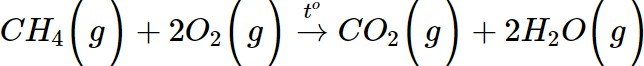 CH₄(g) + 2O₂(g) →^{t^o} CO₂(g) + 2H₂O(g)